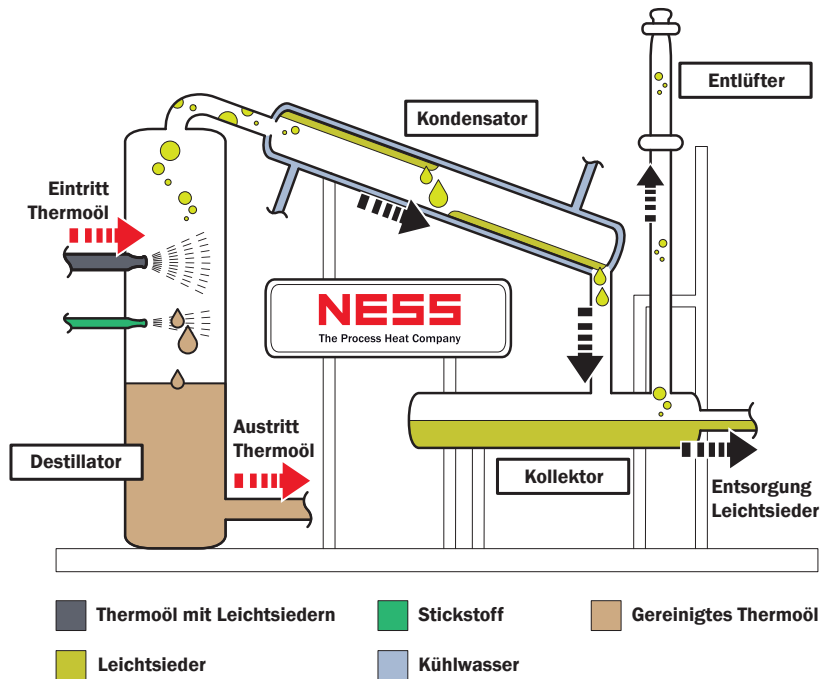 Entlüfter
Kondensator
Eintritt
Thermoöl
NESS
The Process Heat Company
Austritt
Thermoöl
Destillator
Kollektor
Entsorgung
Leichtsieder
Thermoöl mit Leichtsiedern
Stickstoff
Gereinigtes Thermoöl
Leichtsieder
Kühlwasser